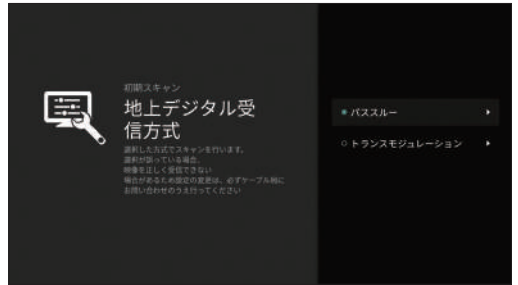 初期スキャン
地上デジタル受
信方式
選択した方式でスキャンを行います。
選択が誤っている場合、
映像を正しく受信できない
場合があるため設定の変更は、必ずケーブル局に
お問い合わせのうえ行ってください
パススルー
トランスモジュレーション